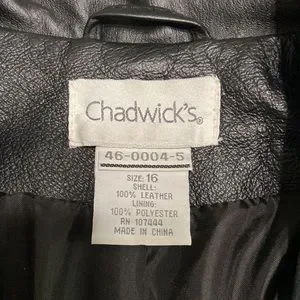 Chadwick's®
46-0004-5
SIZE: 16
SHELL:
100% LEATHER
LINING:
100% POLYESTER
RN 107444
MADE IN CHINA